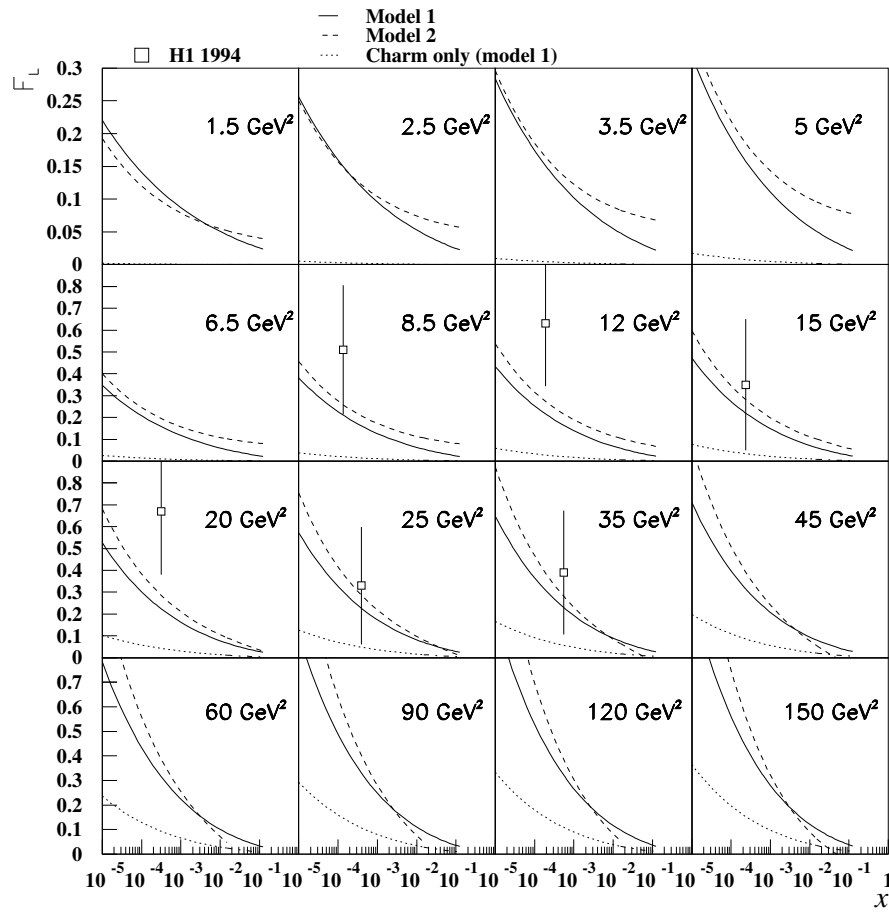 Model 1
Model 2
H1 1994 Charm only (model 1)
F_L
0.3 0.25 0.2 0.15 0.1 0.05 0
1.5 GeV² 2.5 GeV² 3.5 GeV² 5 GeV²
0.8 0.7 0.6 0.5 0.4 0.3 0.2 0.1 0
6.5 GeV² 8.5 GeV² 12 GeV² 15 GeV²
0.8 0.7 0.6 0.5 0.4 0.3 0.2 0.1 0
20 GeV² 25 GeV² 35 GeV² 45 GeV²
0.7 0.6 0.5 0.4 0.3 0.2 0.1 0
60 GeV² 90 GeV² 120 GeV² 150 GeV²
10⁻⁵ 10⁻⁴ 10⁻³ 10⁻² 10⁻¹ 10⁻⁵ 10⁻⁴ 10⁻³ 10⁻² 10⁻¹ 10⁻⁵ 10⁻⁴ 10⁻³ 10⁻² 10⁻¹ 10⁻⁵ 10⁻⁴ 10⁻³ 10⁻² 10⁻¹ 1
x